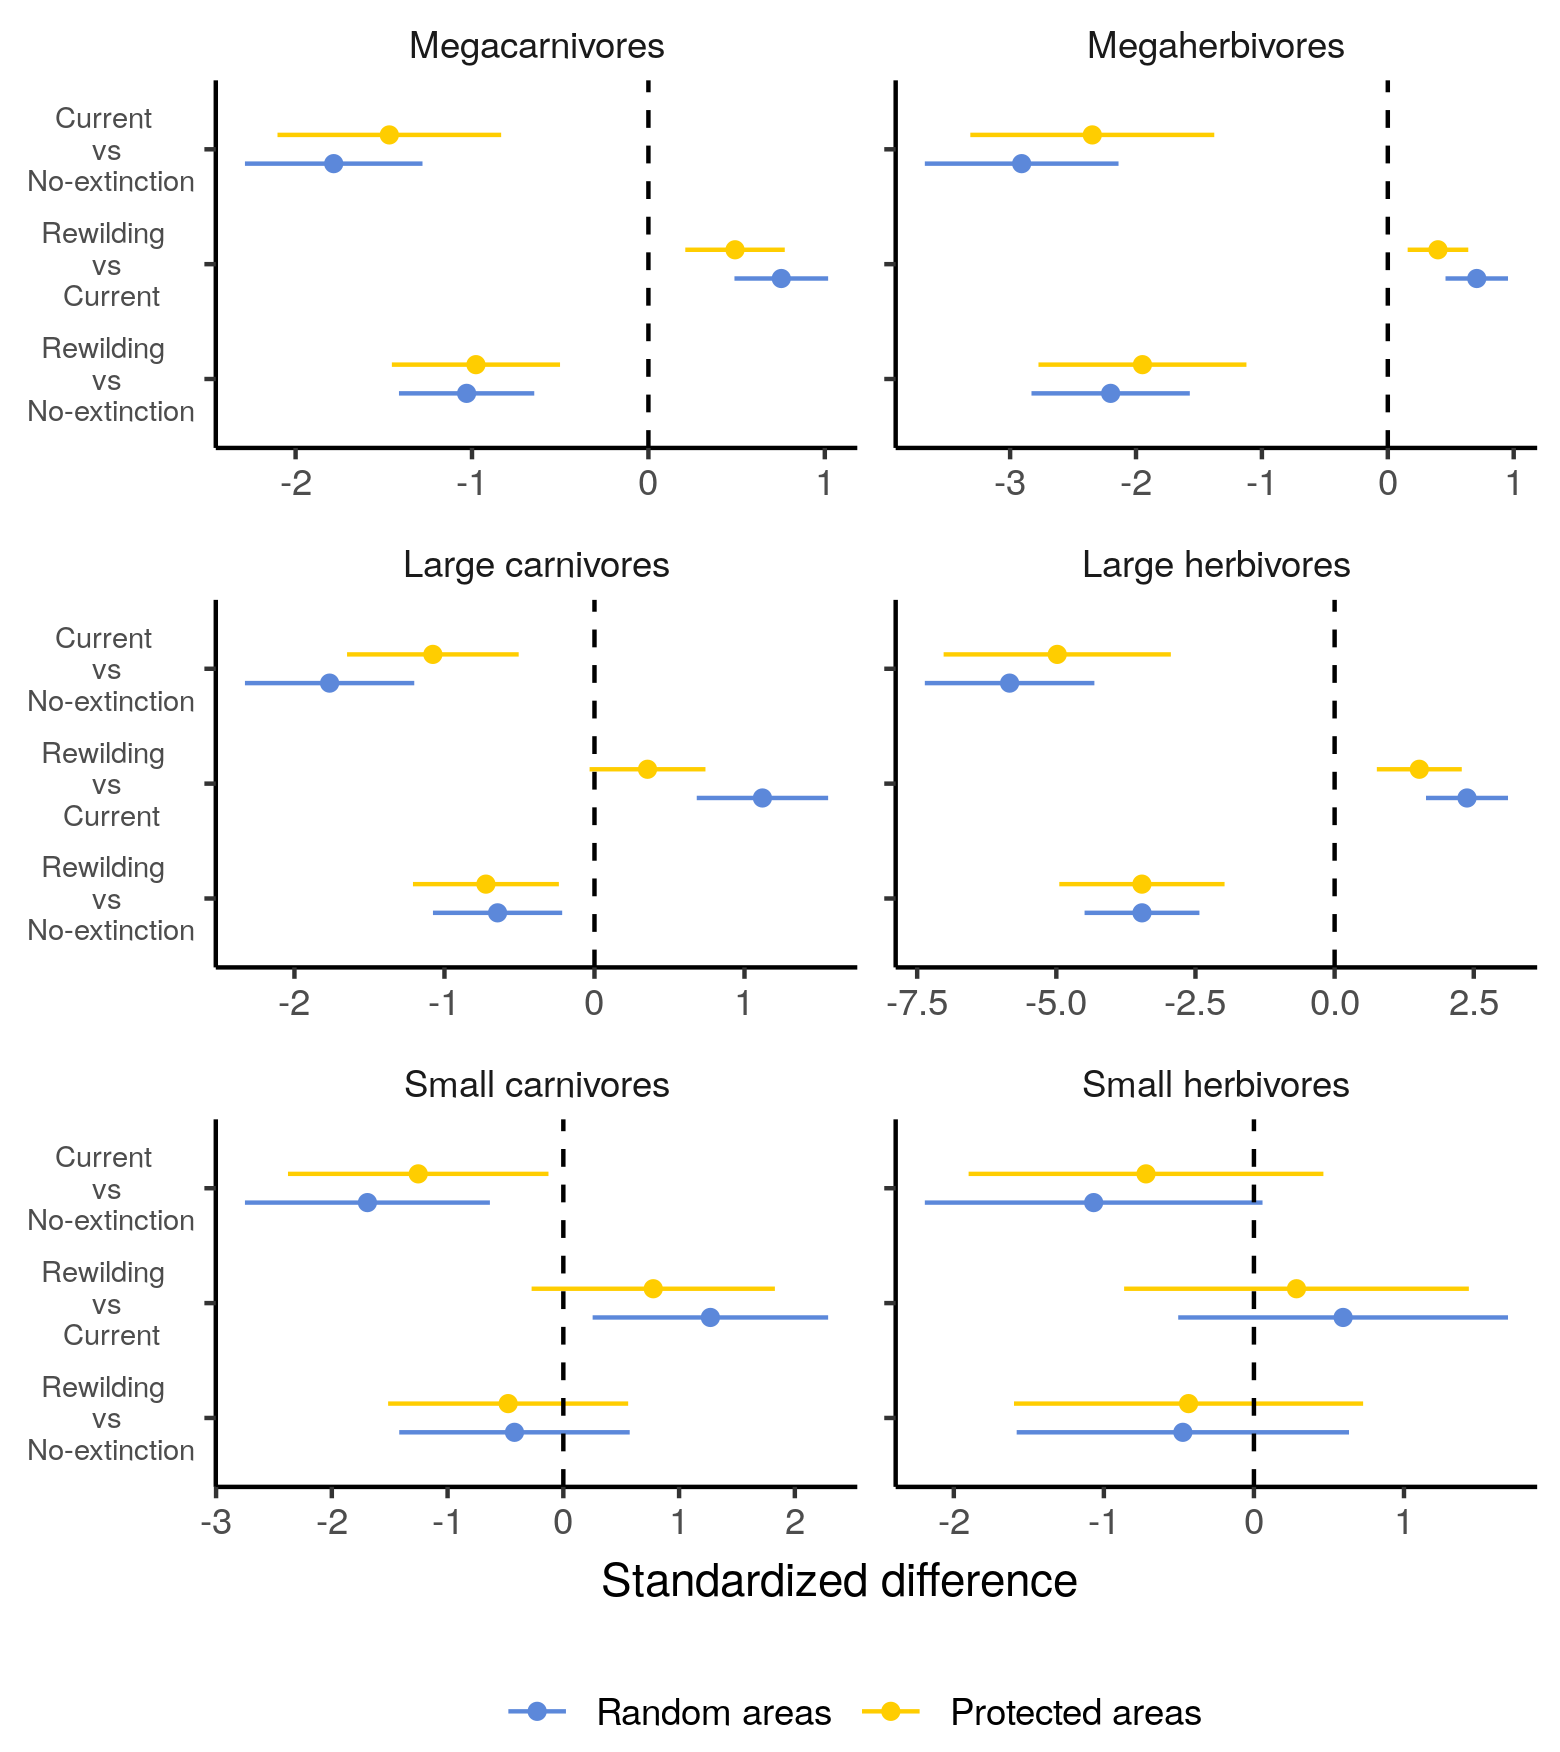 Megacarnivores
Megaherbivores
Current
vs
No-extinction
Rewilding
vs
Current
Rewilding
vs
No-extinction
-2 -1 0 1
-3 -2 -1 0 1
Large carnivores
Large herbivores
Current
vs
No-extinction
Rewilding
vs
Current
Rewilding
vs
No-extinction
-2 -1 0 1
-7.5 -5.0 -2.5 0.0 2.5
Small carnivores
Small herbivores
Current
vs
No-extinction
Rewilding
vs
Current
Rewilding
vs
No-extinction
-3 -2 -1 0 1 2
-2 -1 0 1
Standardized difference
Random areas
Protected areas